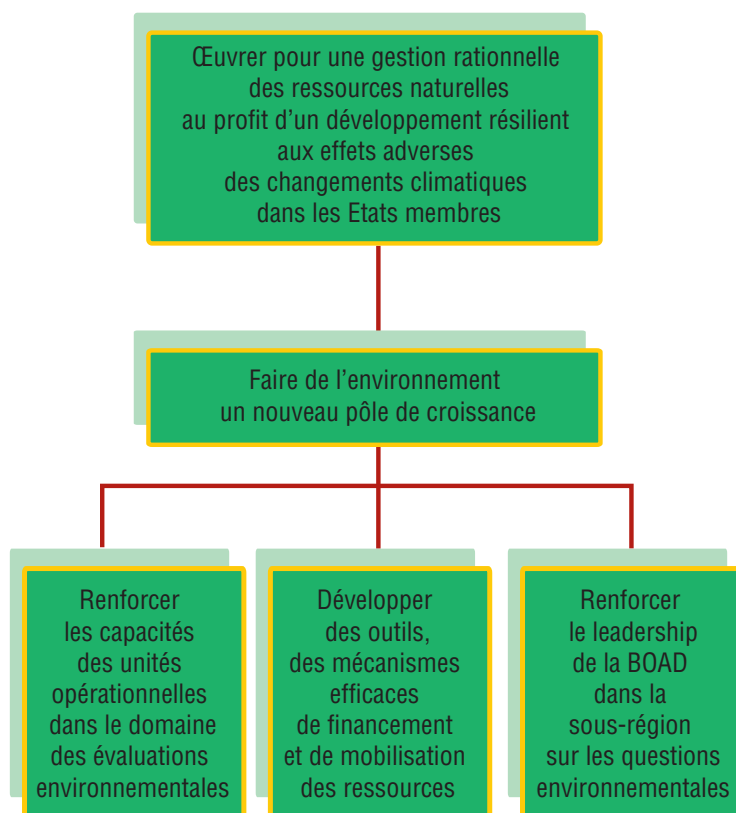 Œuvrer pour une gestion rationnelle
des ressources naturelles
au profit d’un développement résilient
aux effets adverses
des changements climatiques
dans les Etats membres
Faire de l’environnement
un nouveau pôle de croissance
Renforcer
les capacités
des unités
opérationnelles
dans le domaine
des évaluations
environnementales
Développer
des outils,
des mécanismes
efficaces
de financement
et de mobilisation
des ressources
Renforcer
le leadership
de la BOAD
dans la
sous-région
sur les questions
environnementales